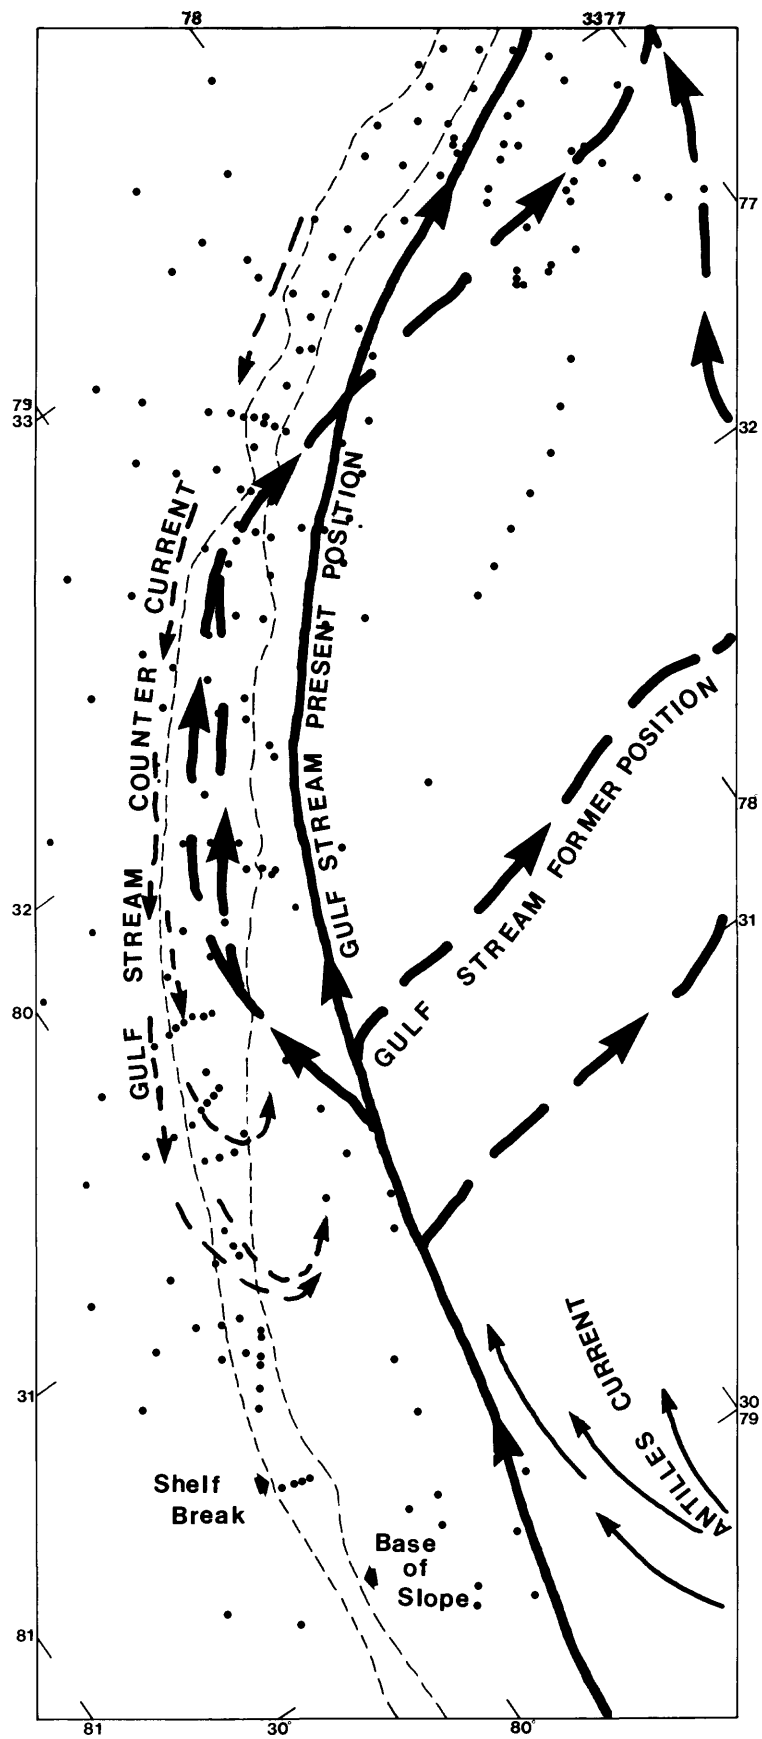 78
3377
77
79
33
32
GULF STREAM COUNTER CURRENT
GULF STREAM PRESENT POSITION
GULF STREAM FORMER POSITION
78
32
31
80
ANTILLES CURRENT
31
30
79
Shelf
Break
Base
of
Slope
81
81
30°
80°